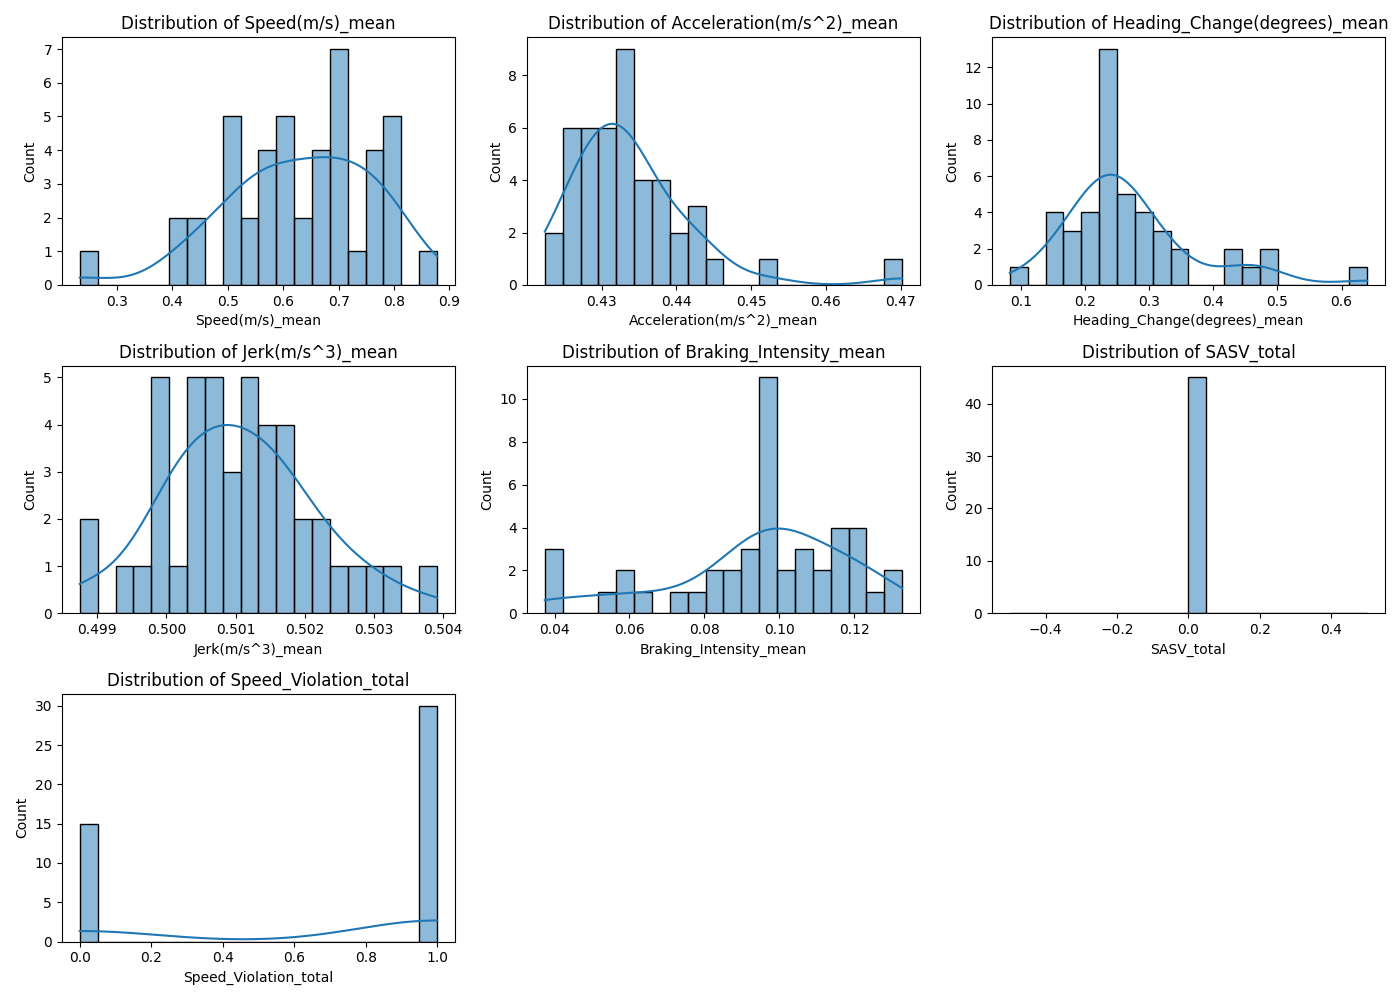 Distribution of Speed(m/s)_mean
Count
7
6
5
4
3
2
1
0
0.3 0.4 0.5 0.6 0.7 0.8 0.9
Speed(m/s)_mean
Distribution of Acceleration(m/s^2)_mean
Count
8
6
4
2
0
0.43 0.44 0.45 0.46 0.47
Acceleration(m/s^2)_mean
Distribution of Heading_Change(degrees)_mean
Count
12
10
8
6
4
2
0
0.1 0.2 0.3 0.4 0.5 0.6
Heading_Change(degrees)_mean
Distribution of Jerk(m/s^3)_mean
Count
5
4
3
2
1
0
0.499 0.500 0.501 0.502 0.503 0.504
Jerk(m/s^3)_mean
Distribution of Braking_Intensity_mean
Count
10
8
6
4
2
0
0.04 0.06 0.08 0.10 0.12
Braking_Intensity_mean
Distribution of SASV_total
Count
40
30
20
10
0
−0.4 −0.2 0.0 0.2 0.4
SASV_total
Distribution of Speed_Violation_total
Count
30
25
20
15
10
5
0
0.0 0.2 0.4 0.6 0.8 1.0
Speed_Violation_total